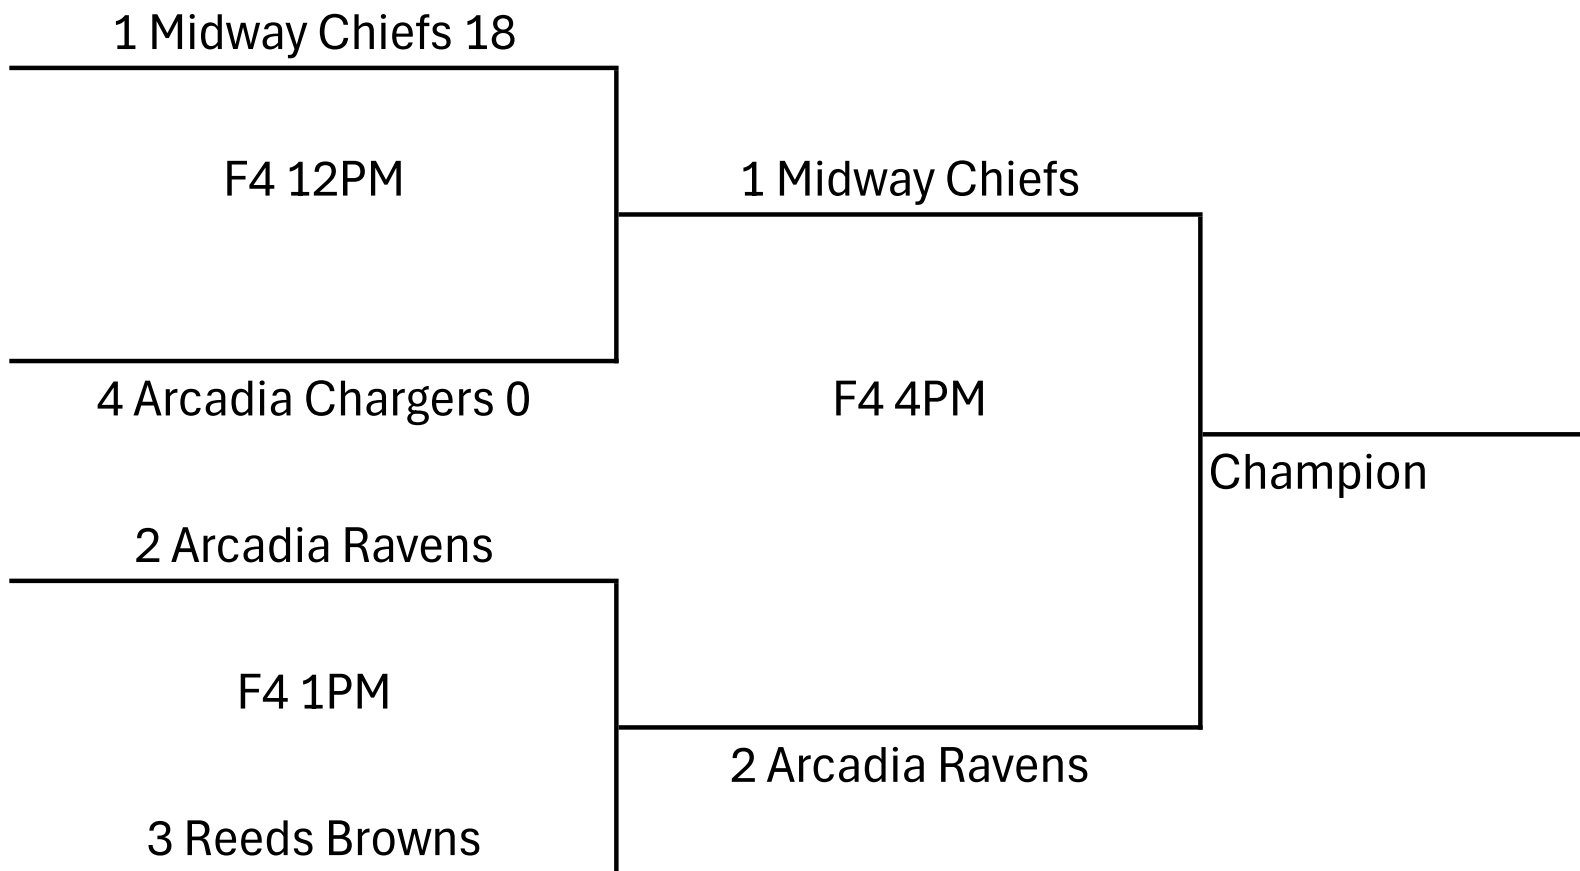 1 Midway Chiefs 18
F4 12PM
1 Midway Chiefs
4 Arcadia Chargers 0
F4 4PM
Champion
2 Arcadia Ravens
F4 1PM
2 Arcadia Ravens
3 Reeds Browns